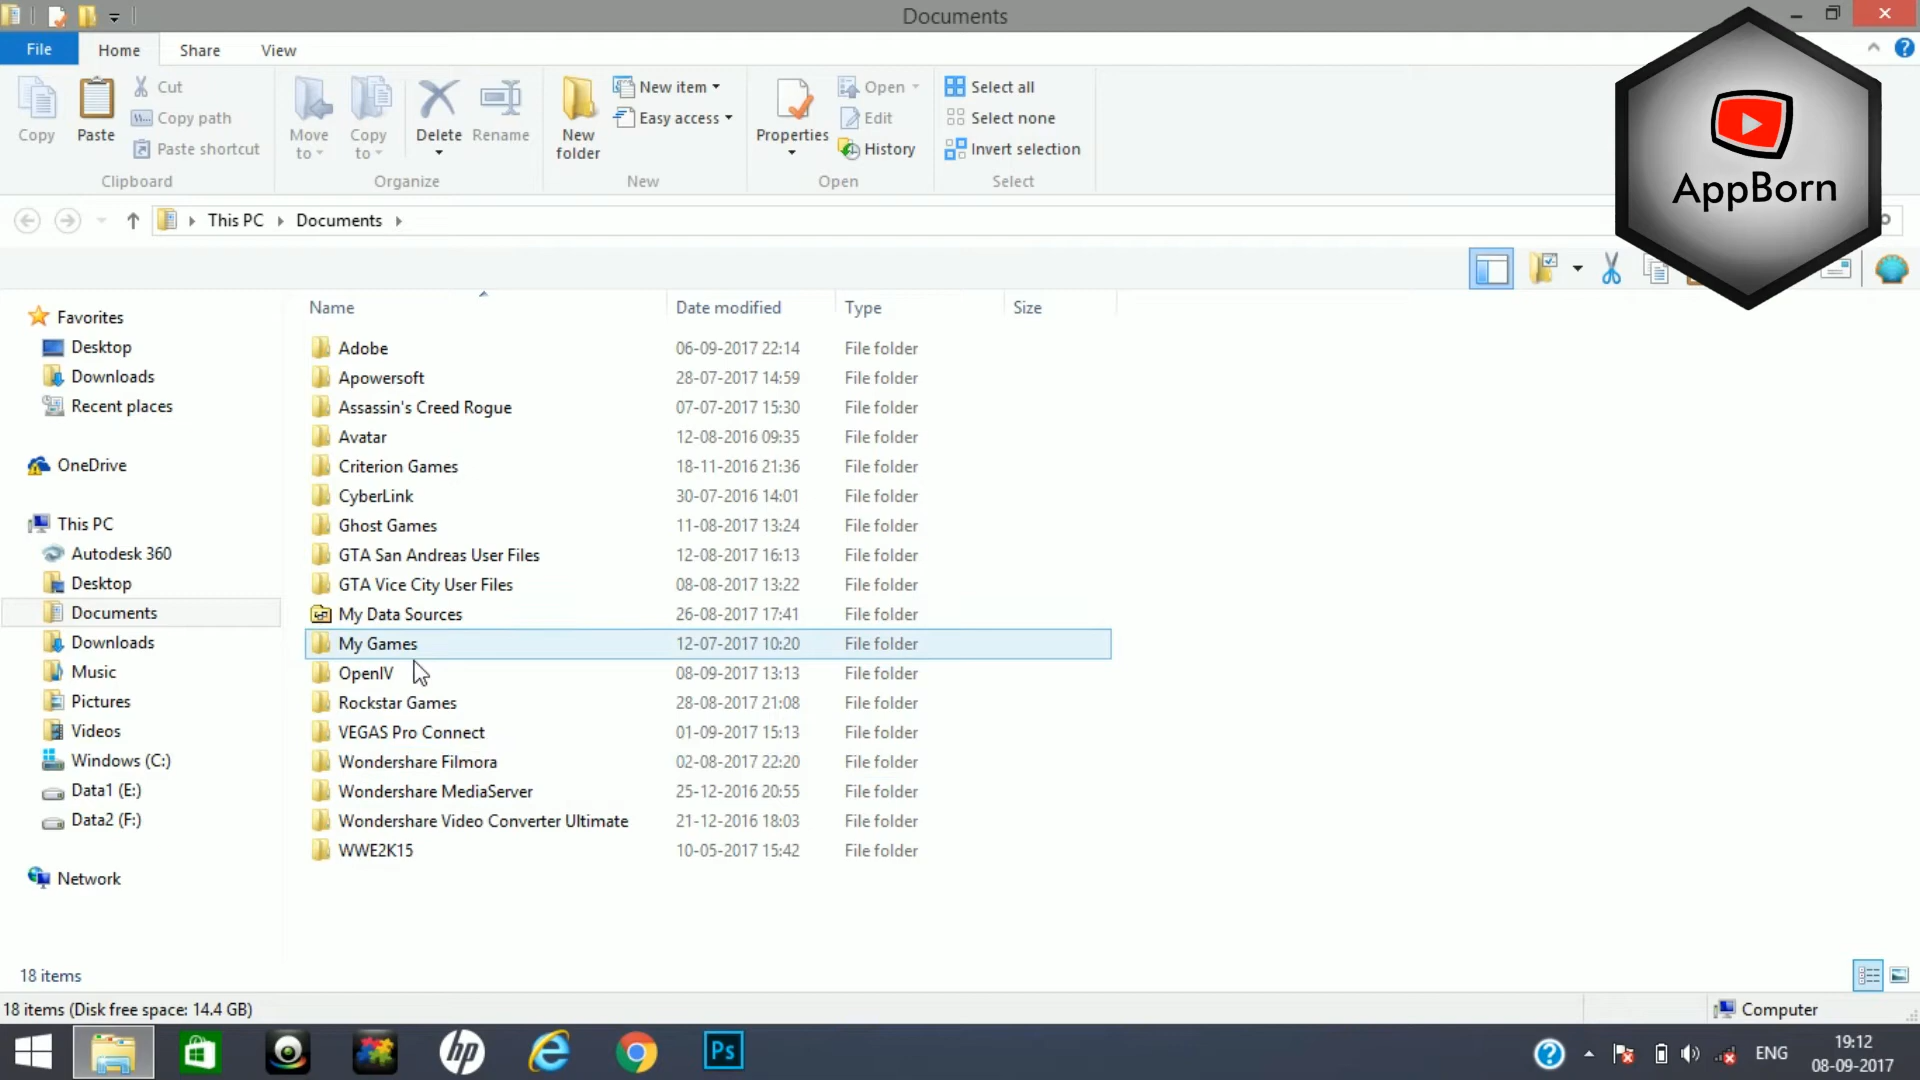 Documents
File Home Share View
Copy
Paste
Cut
Copy path
Paste shortcut
Clipboard
Move to
Copy to
Delete
Rename
Organize
New folder
New item
Easy access
New
Properties
Open
Edit
History
Open
Select all
Select none
Invert selection
Select
AppBorn
This PC Documents
Name Date modified Type Size
Favorites
Desktop
Downloads
Recent places
OneDrive
This PC
Autodesk 360
Desktop
Documents
Downloads
Music
Pictures
Videos
Windows (C:)
Data1 (E:)
Data2 (F:)
Network
Adobe 06-09-2017 22:14 File folder
Apowersoft 28-07-2017 14:59 File folder
Assassin's Creed Rogue 07-07-2017 15:30 File folder
Avatar 12-08-2016 09:35 File folder
Criterion Games 18-11-2016 21:36 File folder
CyberLink 30-07-2016 14:01 File folder
Ghost Games 11-08-2017 13:24 File folder
GTA San Andreas User Files 12-08-2017 16:13 File folder
GTA Vice City User Files 08-08-2017 13:22 File folder
My Data Sources 26-08-2017 17:41 File folder
My Games 12-07-2017 10:20 File folder
OpenIV 08-09-2017 13:13 File folder
Rockstar Games 28-08-2017 21:08 File folder
VEGAS Pro Connect 01-09-2017 15:13 File folder
Wondershare Filmora 02-08-2017 22:20 File folder
Wondershare MediaServer 25-12-2016 20:55 File folder
Wondershare Video Converter Ultimate 21-12-2016 18:03 File folder
WWE2K15 10-05-2017 15:42 File folder
18 items
18 items (Disk free space: 14.4 GB)
Computer
hp
Ps
ENG
19:12
08-09-2017